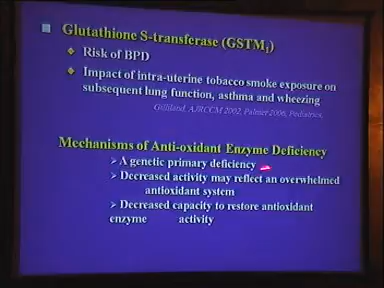 Glutathione S-transferase (GSTM1)
Risk of BPD
Impact of intra-uterine tobacco smoke exposure on
subsequent lung function, asthma and wheezing
Gilliland, AJRCCM 2002, Palmer 2006, Pediatrics,
Mechanisms of Anti-oxidant Enzyme Deficiency
➢ A genetic primary deficiency
➢ Decreased activity may reflect an overwhelmed
antioxidant system
➢ Decreased capacity to restore antioxidant
enzyme activity